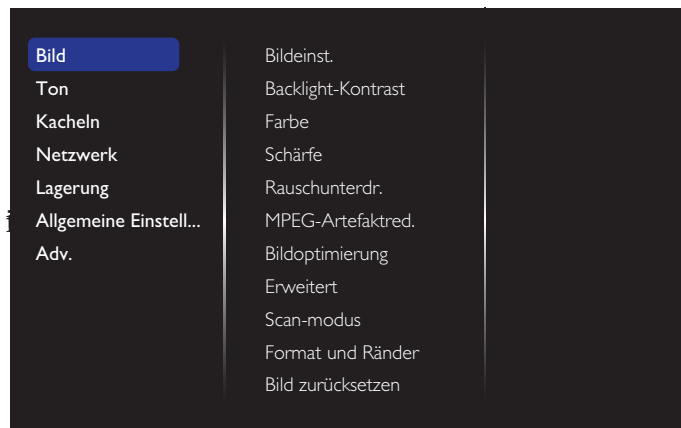 Bild
Ton
Kacheln
Netzwerk
Lagerung
Allgemeine Einstell...
Adv.
Bildeinst.
Backlight-Kontrast
Farbe
Schärfe
Rauschunterdr.
MPEG-Artefaktred.
Bildoptimierung
Erweitert
Scan-modus
Format und Ränder
Bild zurücksetzen